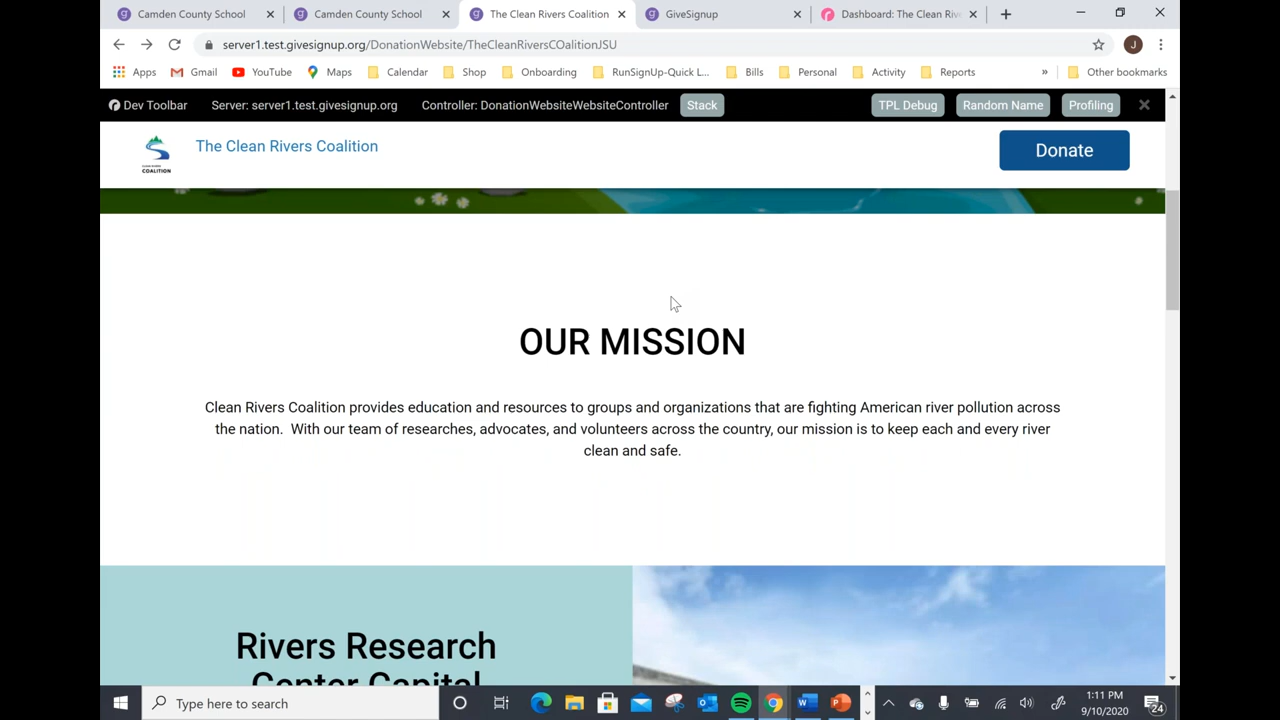 Camden County School
Camden County School
The Clean Rivers Coalition
GiveSignup
Dashboard: The Clean Riv
server1.test.givesignup.org/DonationWebsite/TheCleanRiversCOalitionJSU
J
Apps
Gmail
YouTube
Maps
Calendar
Shop
Onboarding
RunSignUp-Quick L...
Bills
Personal
Activity
Reports
»
Other bookmarks
Dev Toolbar
Server: server1.test.givesignup.org
Controller: DonationWebsiteWebsiteController
Stack
TPL Debug
Random Name
Profiling
CLEAN RIVERS
COALITION
The Clean Rivers Coalition
Donate
OUR MISSION
Clean Rivers Coalition provides education and resources to groups and organizations that are fighting American river pollution across
the nation.  With our team of researches, advocates, and volunteers across the country, our mission is to keep each and every river
clean and safe.
Rivers Research
Center Capital
Type here to search
1:11 PM
9/10/2020
24